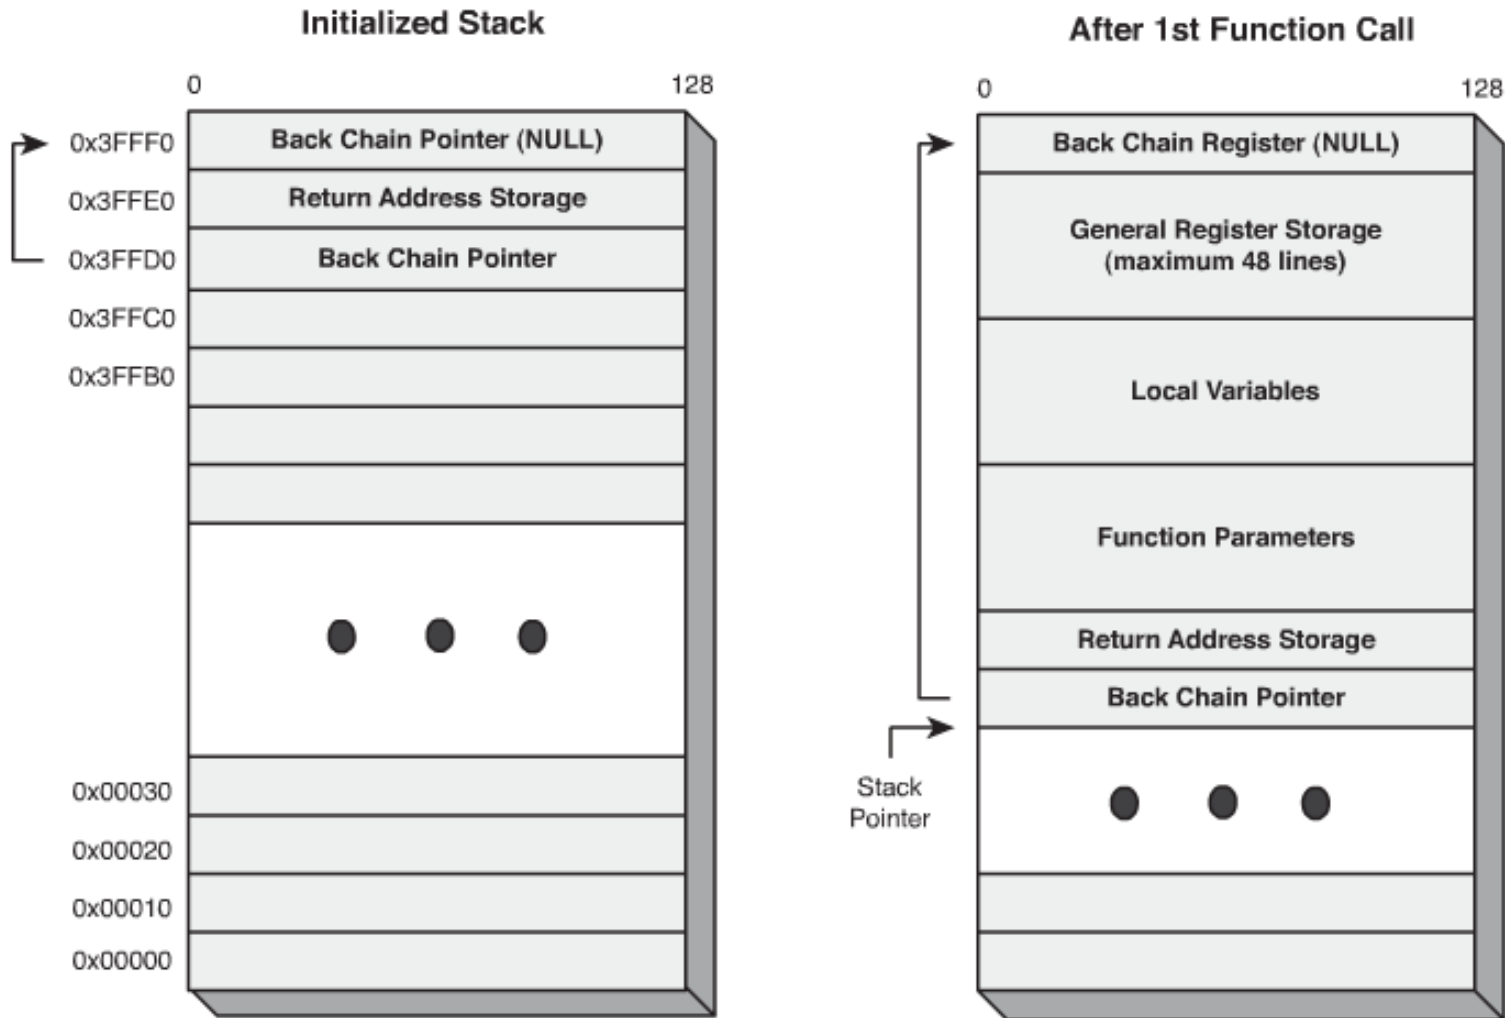 Initialized Stack
0 128
0x3FFF0 Back Chain Pointer (NULL)
0x3FFE0 Return Address Storage
0x3FFD0 Back Chain Pointer
0x3FFC0
0x3FFB0
0x00030
0x00020
0x00010
0x00000
After 1st Function Call
0 128
Back Chain Register (NULL)
General Register Storage
(maximum 48 lines)
Local Variables
Function Parameters
Return Address Storage
Back Chain Pointer
Stack
Pointer